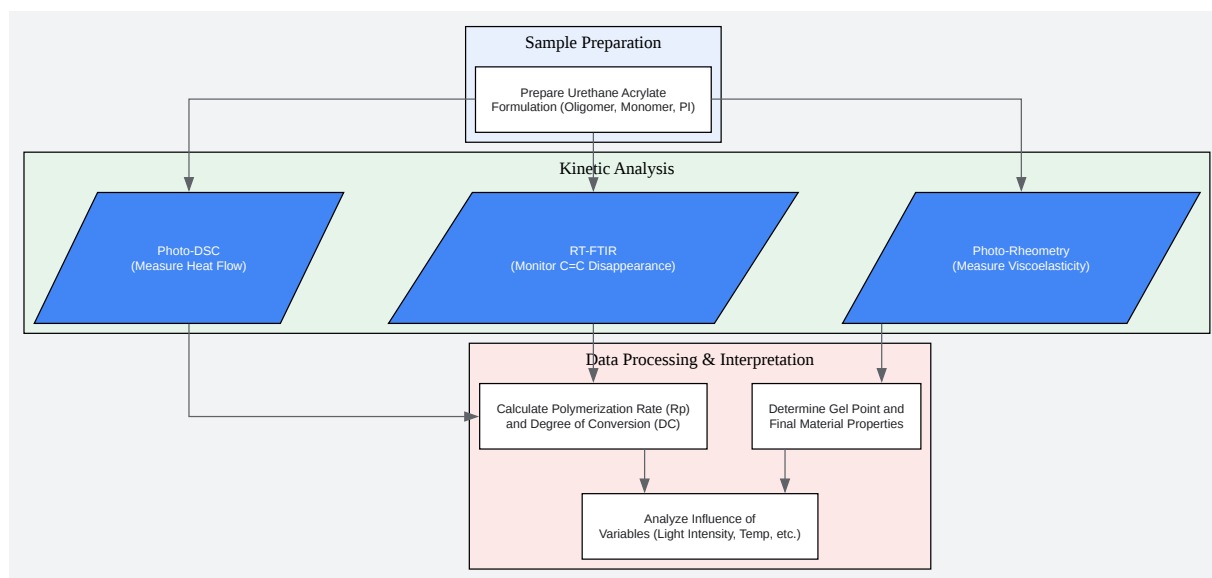 Sample Preparation
Prepare Urethane Acrylate
Formulation (Oligomer, Monomer, PI)
Kinetic Analysis
Photo-DSC
(Measure Heat Flow)
RT-FTIR
(Monitor C=C Disappearance)
Photo-Rheometry
(Measure Viscoelasticity)
Data Processing & Interpretation
Calculate Polymerization Rate (Rp)
and Degree of Conversion (DC)
Determine Gel Point and
Final Material Properties
Analyze Influence of
Variables (Light Intensity, Temp, etc.)